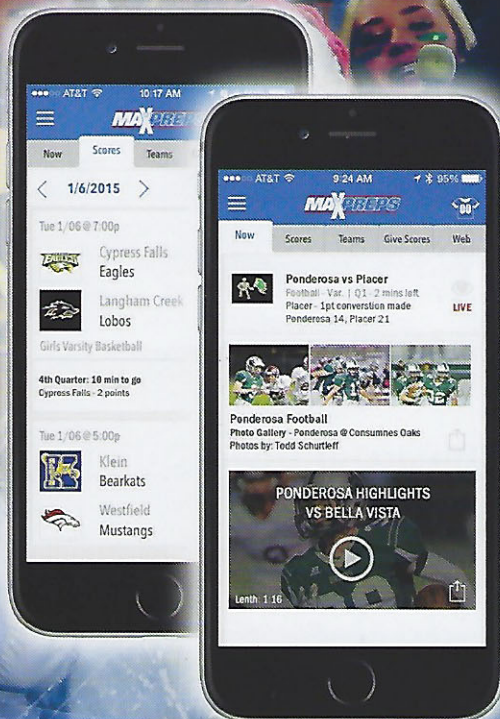 AT&T 10:17 AM
MAXPREPS
Now Scores Teams
< 1/6/2015 >
Tue 1/06 @ 7:00p
EAGLES
Cypress Falls
Eagles
Langham Creek
Lobos
Girls Varsity Basketball
4th Quarter: 10 min to go
Cypress Falls - 2 points
Tue 1/06 @ 5:00p
Klein
Bearkats
Westfield
Mustangs
AT&T 9:24 AM 95%
MAXPREPS
00
Now Scores Teams Give Scores Web
Ponderosa vs Placer
Football - Var. | Q1 - 2 mins left
Placer - 1pt converstion made
Ponderosa 14, Placer 21
LIVE
Ponderosa Football
Photo Gallery - Ponderosa @ Consumnes Oaks
Photos by: Todd Schurtleff
PONDEROSA HIGHLIGHTS
VS BELLA VISTA
Lenth: 1:16